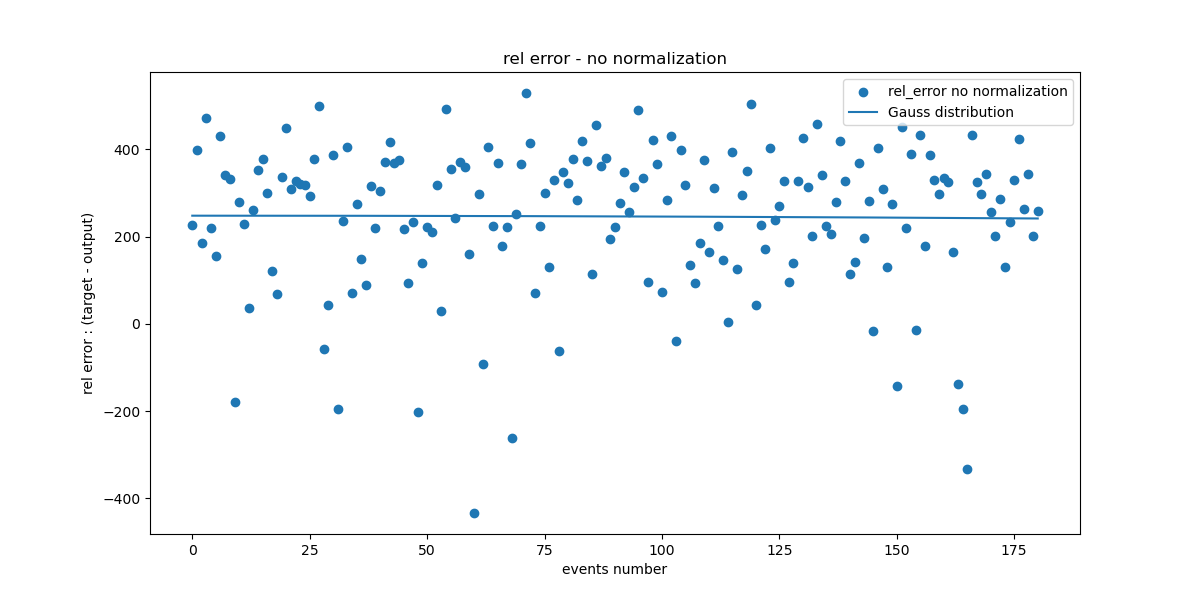 rel error - no normalization
rel_error no normalization
Gauss distribution
400
200
0
−200
−400
rel error : (target - output)
0 25 50 75 100 125 150 175
events number